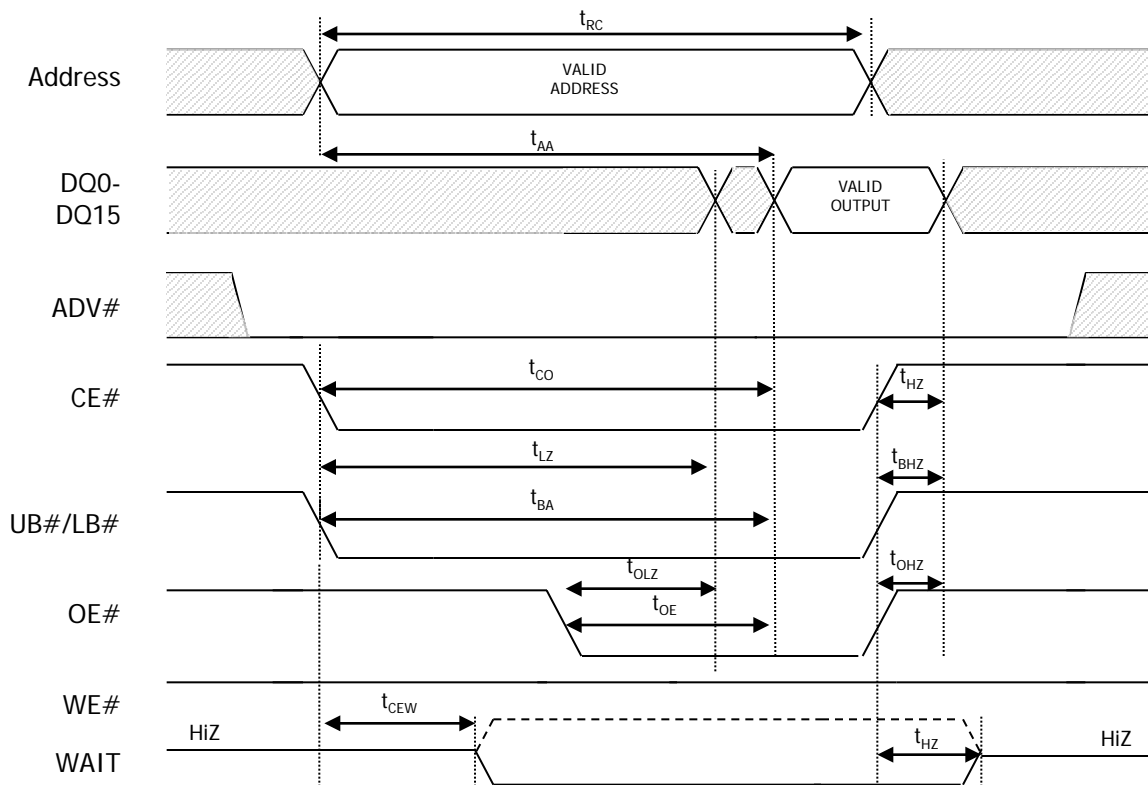 tRC
Address
VALID
ADDRESS
tAA
DQ0-
DQ15
VALID
OUTPUT
ADV#
tCO
tHZ
CE#
tLZ
tBHZ
UB#/LB#
tBA
tOLZ
tOHZ
OE#
tOE
WE#
tCEW
HiZ
tHZ
HiZ
WAIT